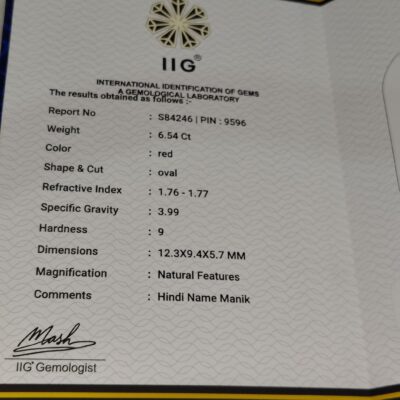 IIG®
INTERNATIONAL IDENTIFICATION OF GEMS
A GEMOLOGICAL LABORATORY
The results obtained as follows :-
Report No : S84246 | PIN : 9596
Weight : 6.54 Ct
Color : red
Shape & Cut : oval
Refractive Index : 1.76 - 1.77
Specific Gravity : 3.99
Hardness : 9
Dimensions : 12.3X9.4X5.7 MM
Magnification : Natural Features
Comments : Hindi Name Manik
Mash
IIG® Gemologist